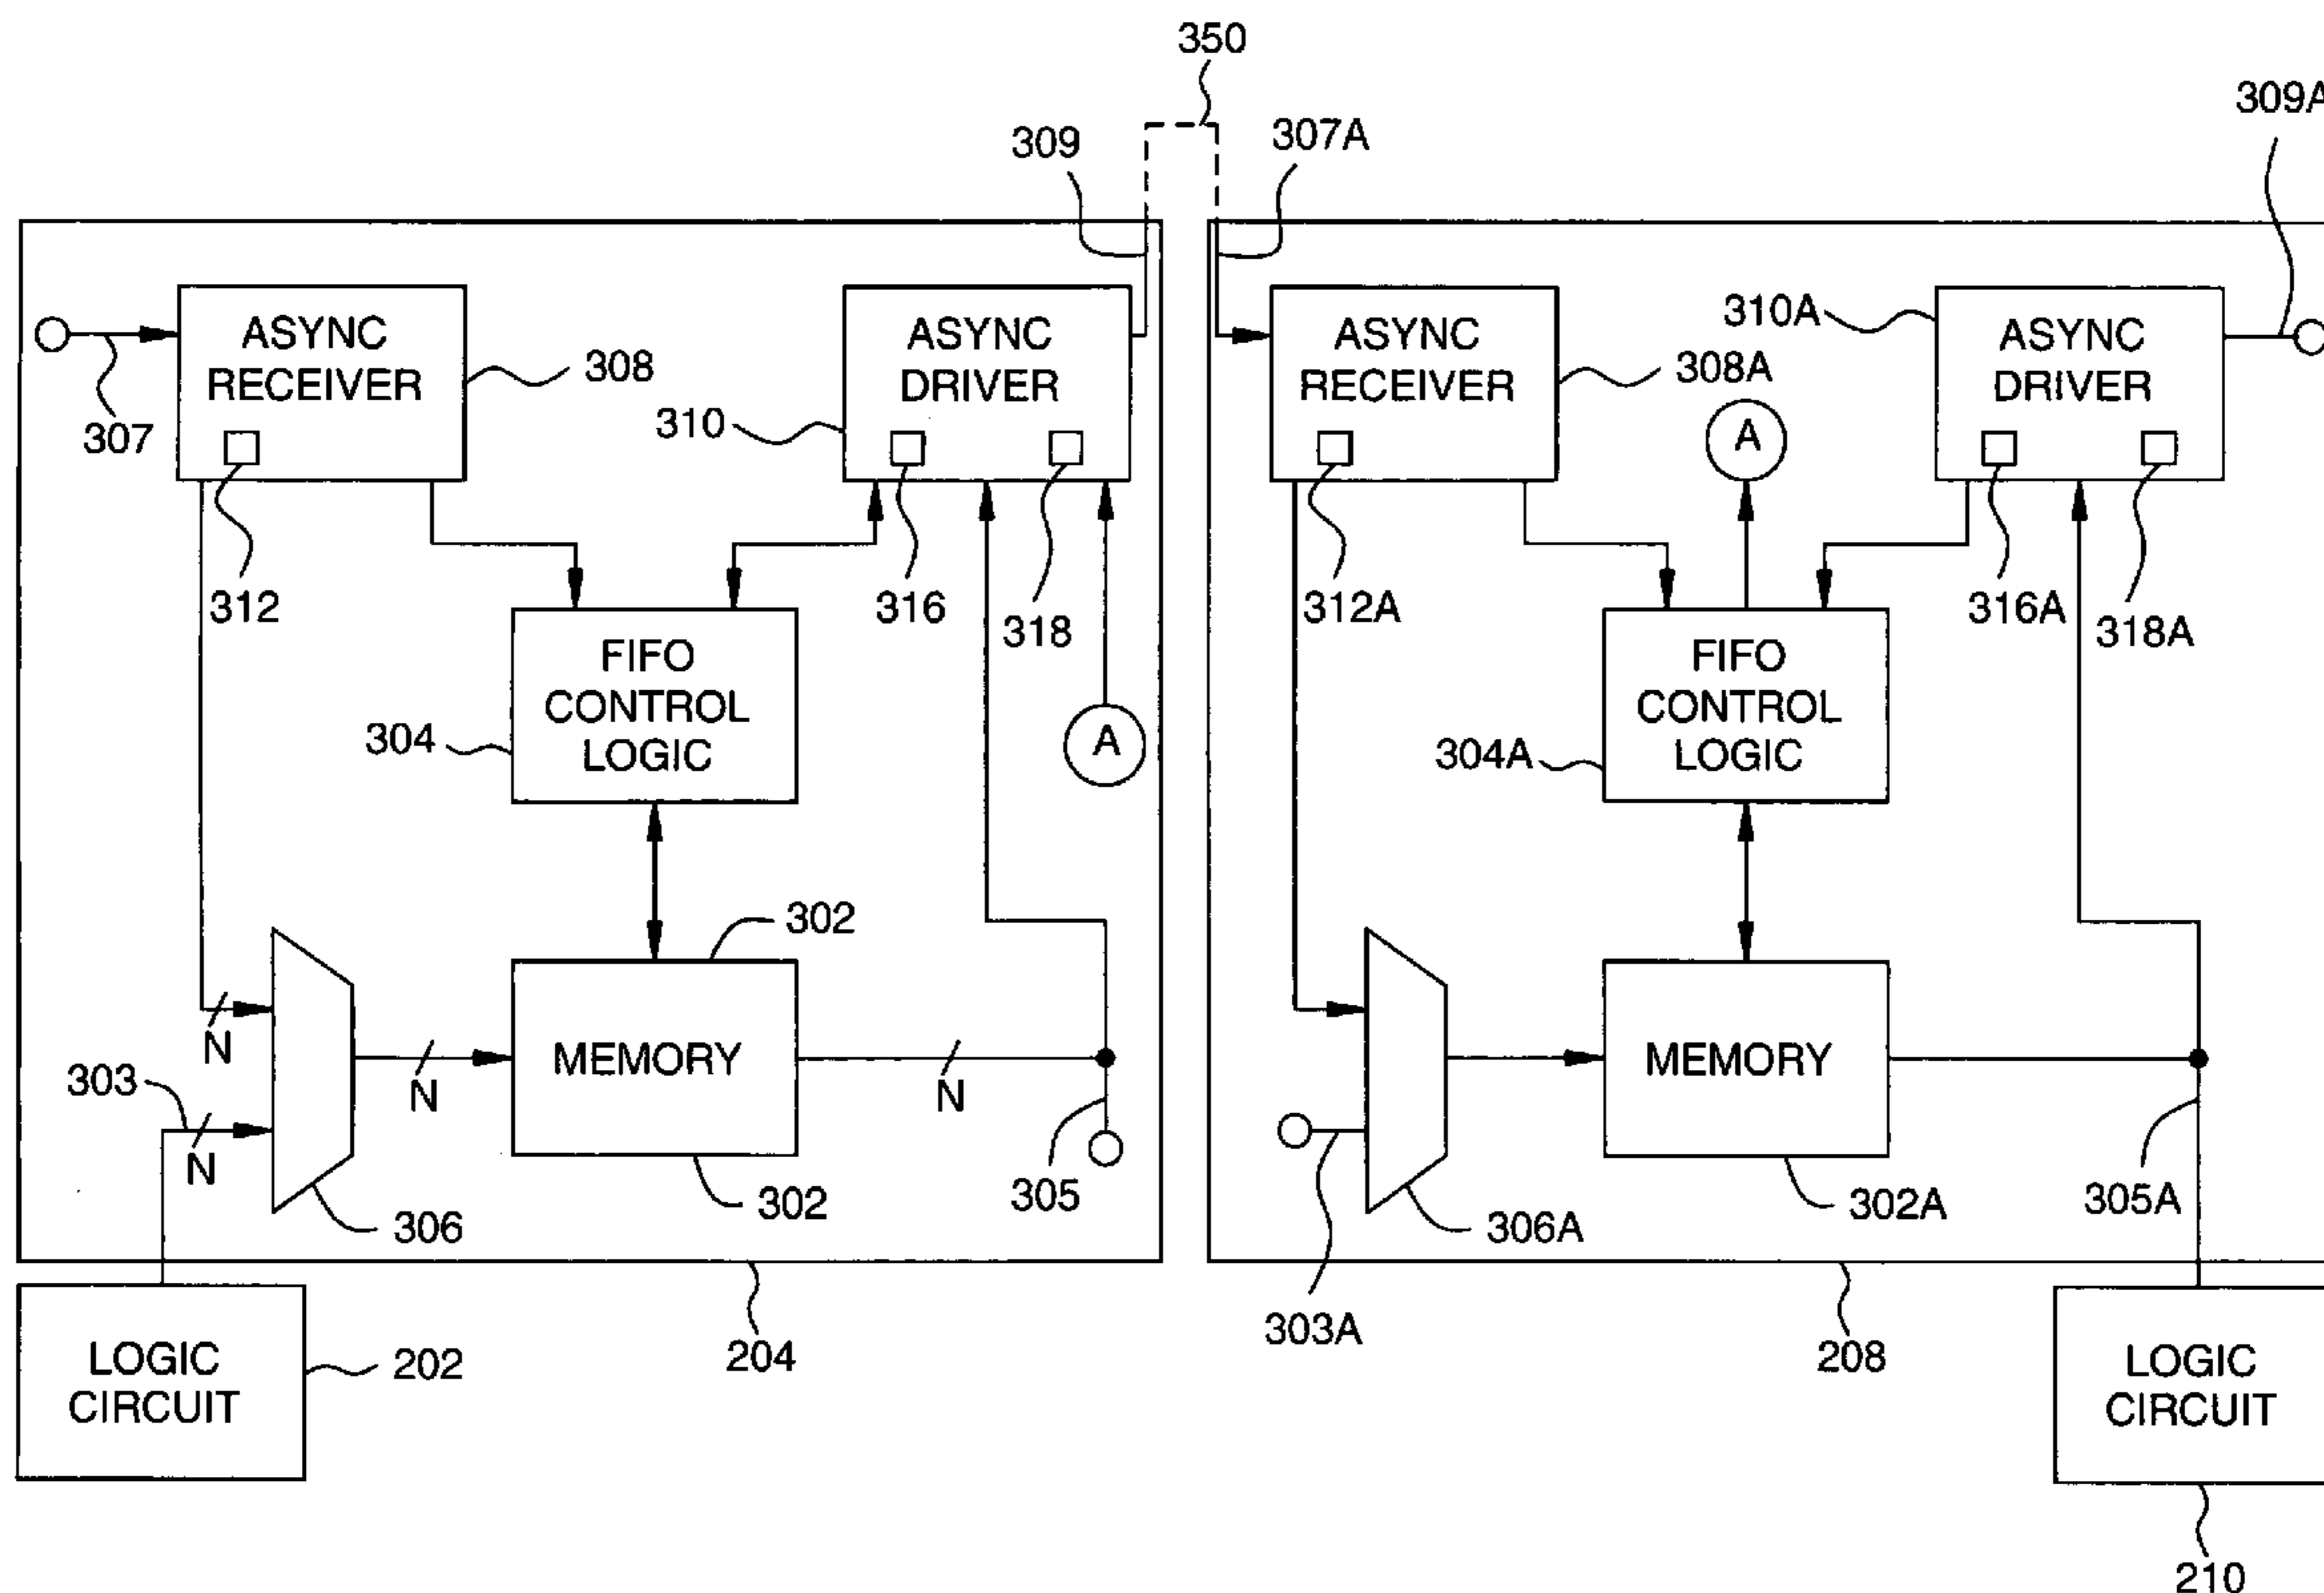 350
309A
309
307A
ASYNC
RECEIVER
308
307
312
ASYNC
DRIVER
310
316
318
A
FIFO
CONTROL
LOGIC
304
302
MEMORY
302
N
N
N
N
303
306
305
204
LOGIC
CIRCUIT
202
ASYNC
RECEIVER
308A
312A
A
310A
ASYNC
DRIVER
316A
318A
FIFO
CONTROL
LOGIC
304A
MEMORY
302A
306A
303A
305A
208
LOGIC
CIRCUIT
210